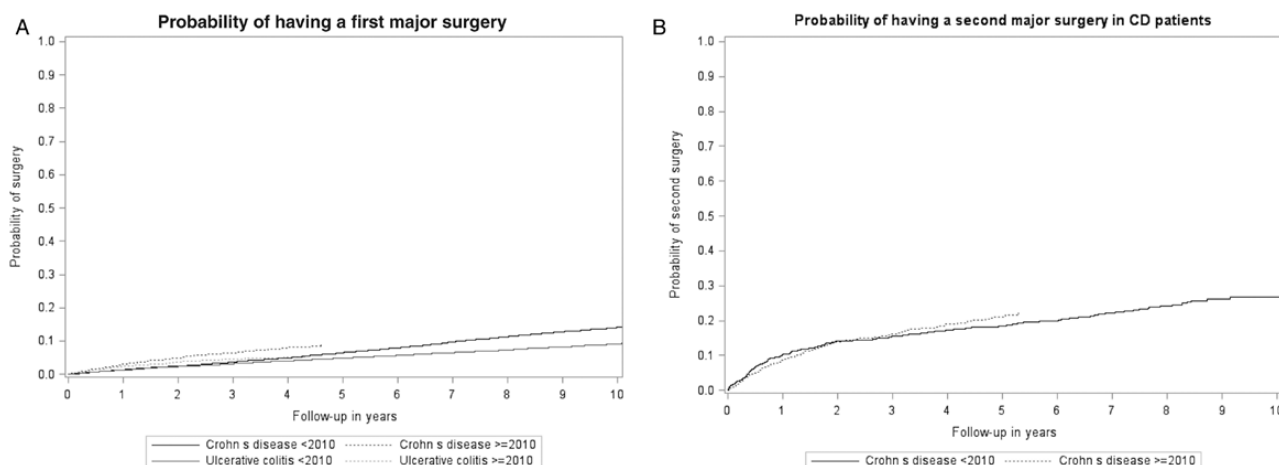 A
Probability of having a first major surgery
1.0
0.9
0.8
0.7
0.6
0.5
0.4
0.3
0.2
0.1
0.0
Probability of surgery
0 1 2 3 4 5 6 7 8 9 10
Follow-up in years
Crohn s disease <2010 Crohn s disease >=2010
Ulcerative colitis <2010 Ulcerative colitis >=2010
B
Probability of having a second major surgery in CD patients
1.0
0.9
0.8
0.7
0.6
0.5
0.4
0.3
0.2
0.1
0.0
Probability of second surgery
0 1 2 3 4 5 6 7 8 9 10
Follow-up in years
Crohn s disease <2010 Crohn s disease >=2010